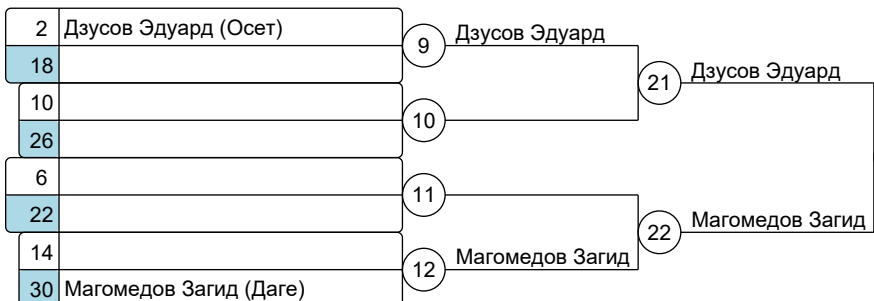 2 Дзусов Эдуард (Осет)
9 Дзусов Эдуард
18
21 Дзусов Эдуард
10
10
26
6
11
22
22 Магомедов Загид
14
12 Магомедов Загид
30 Магомедов Загид (Даге)